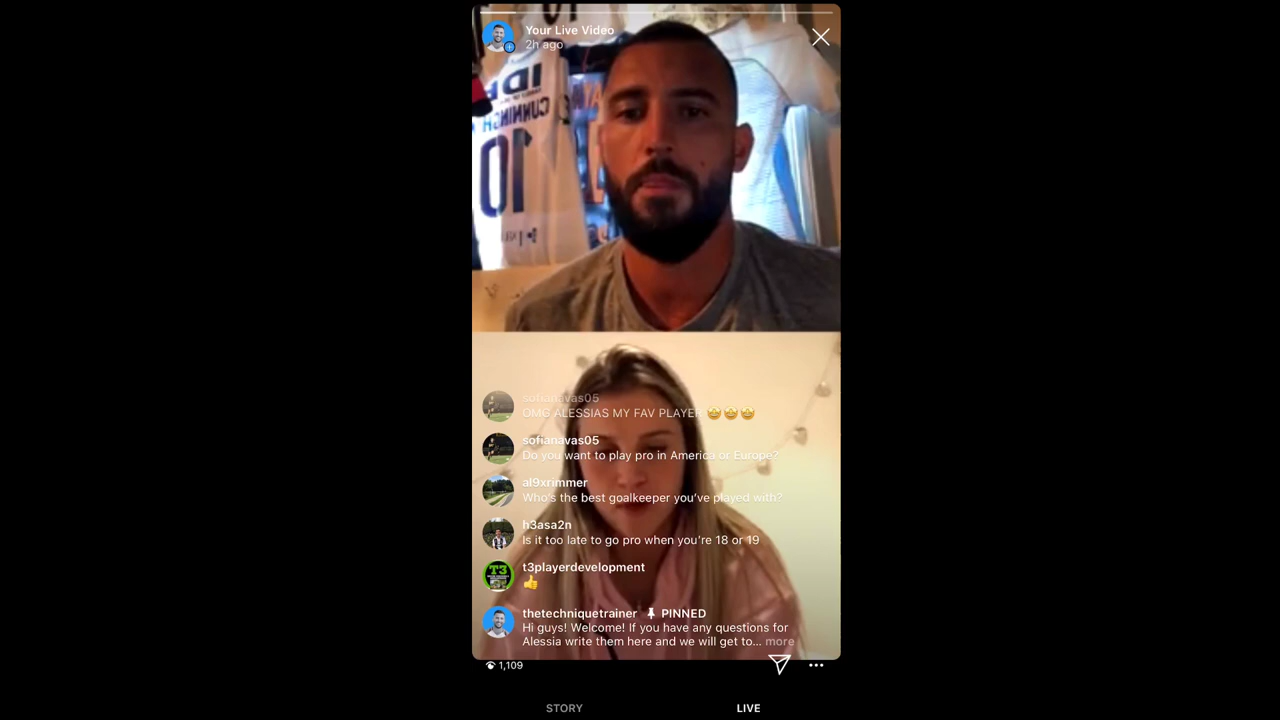 Your Live Video
2h ago
CUNNINGH
10
sofianavas05
OMG ALESSIAS MY FAV PLAYER 🤩🤩🤩
sofianavas05
Do you want to play pro in America or Europe?
al9xrimmer
Who's the best goalkeeper you've played with?
h3asa2n
Is it too late to go pro when you're 18 or 19
T3
t3playerdevelopment
👍
thetechniquetrainer PINNED
Hi guys! Welcome! If you have any questions for
Alessia write them here and we will get to... more
1,109
STORY
LIVE